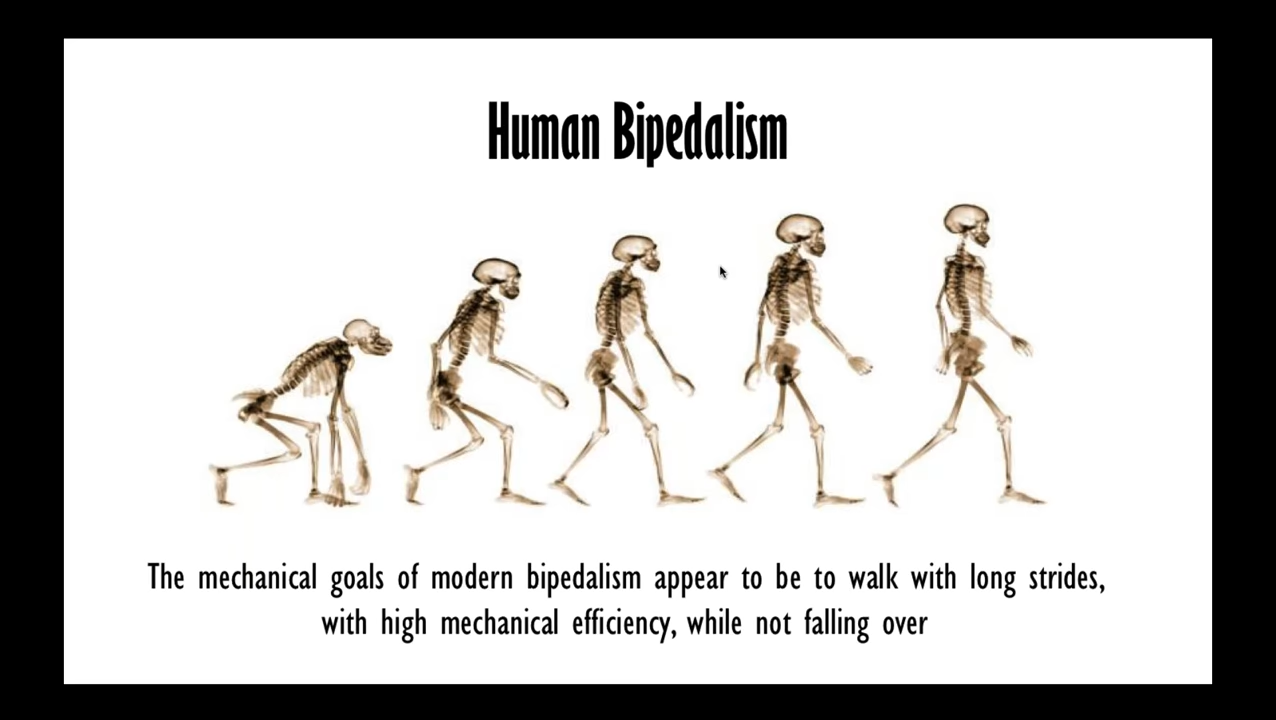 Human Bipedalism
The mechanical goals of modern bipedalism appear to be to walk with long strides,
with high mechanical efficiency, while not falling over